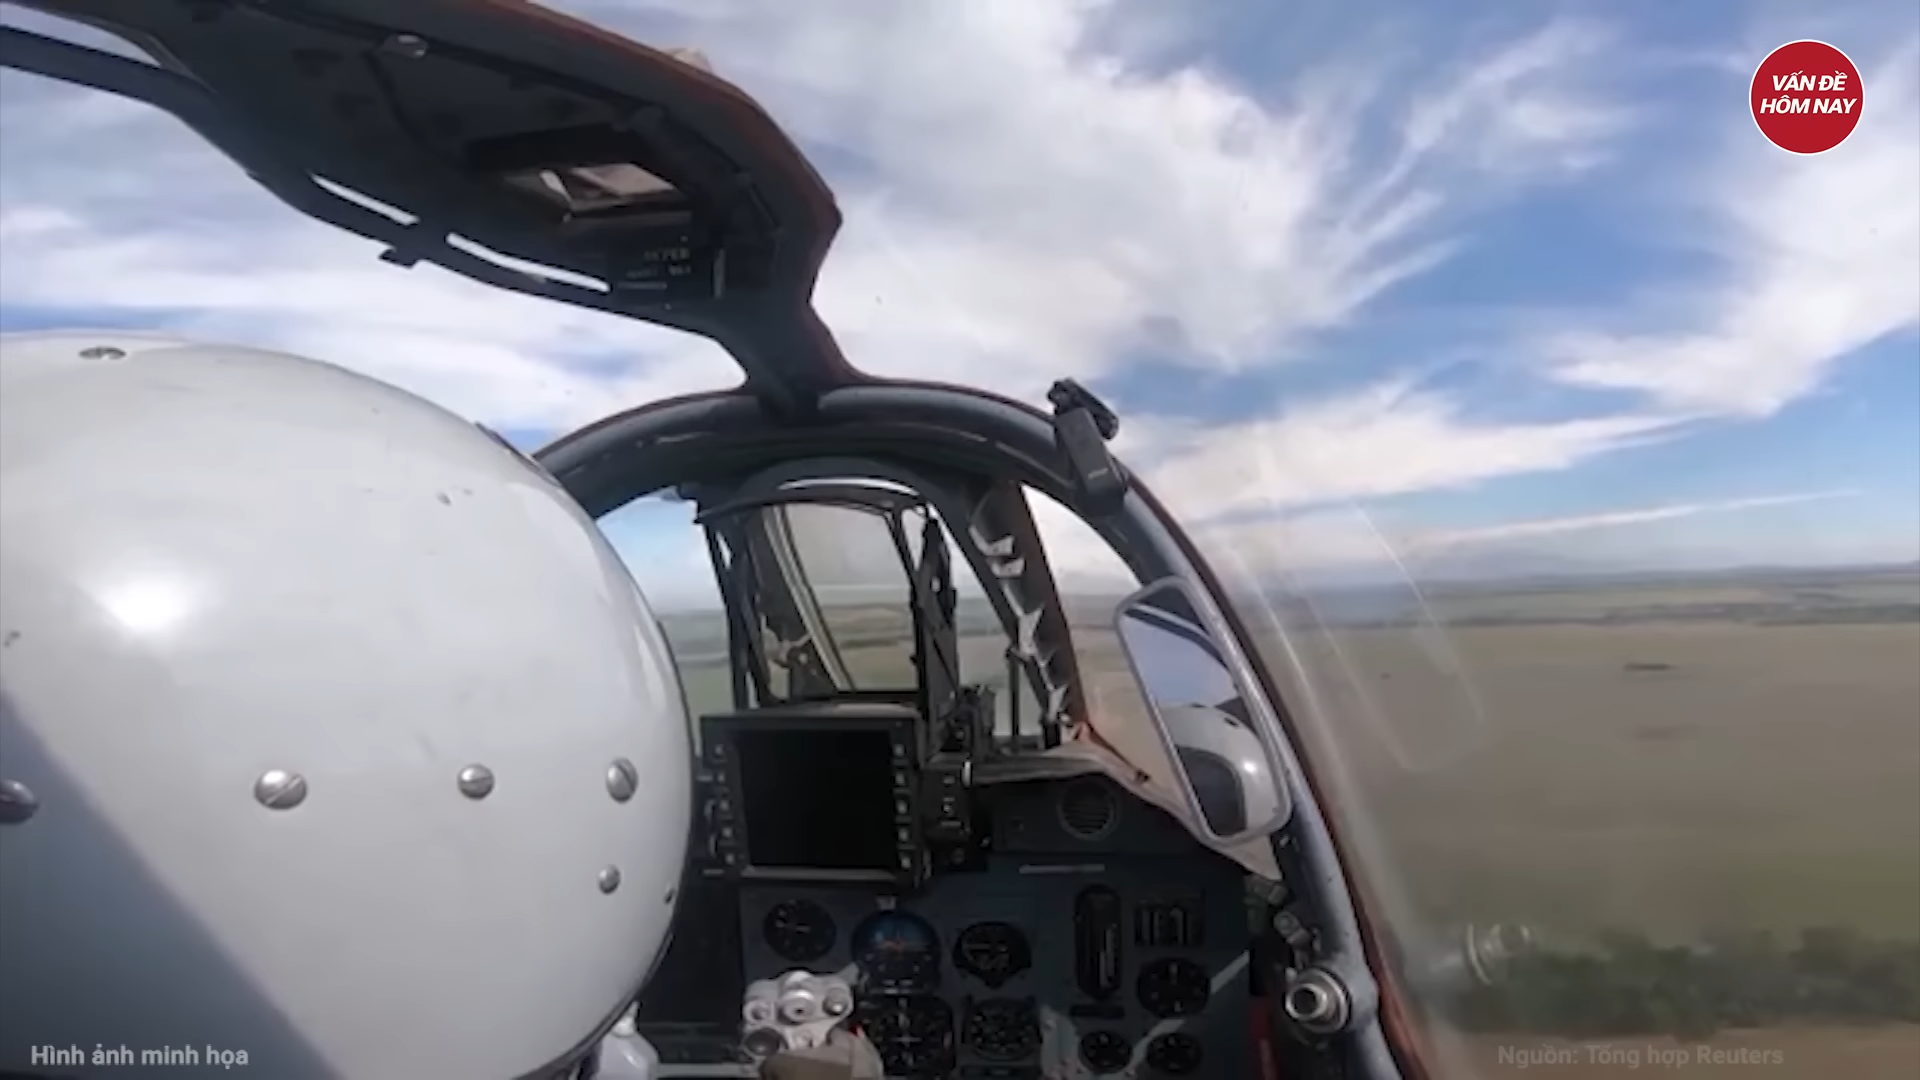 VẤN ĐỀ
HÔM NAY
Hình ảnh minh họa
Nguồn: Tổng hợp Reuters